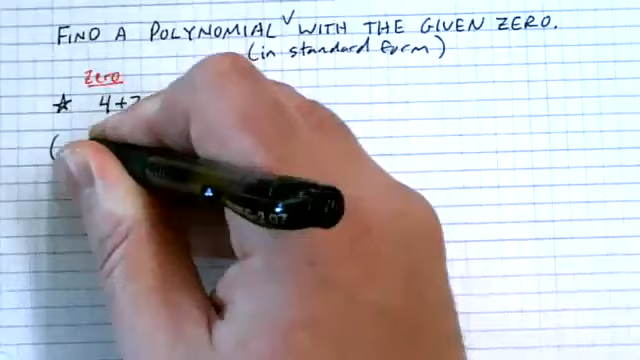 FIND A POLYNOMIAL WITH THE GIVEN ZERO.
(in standard form)
Zero
4+
(